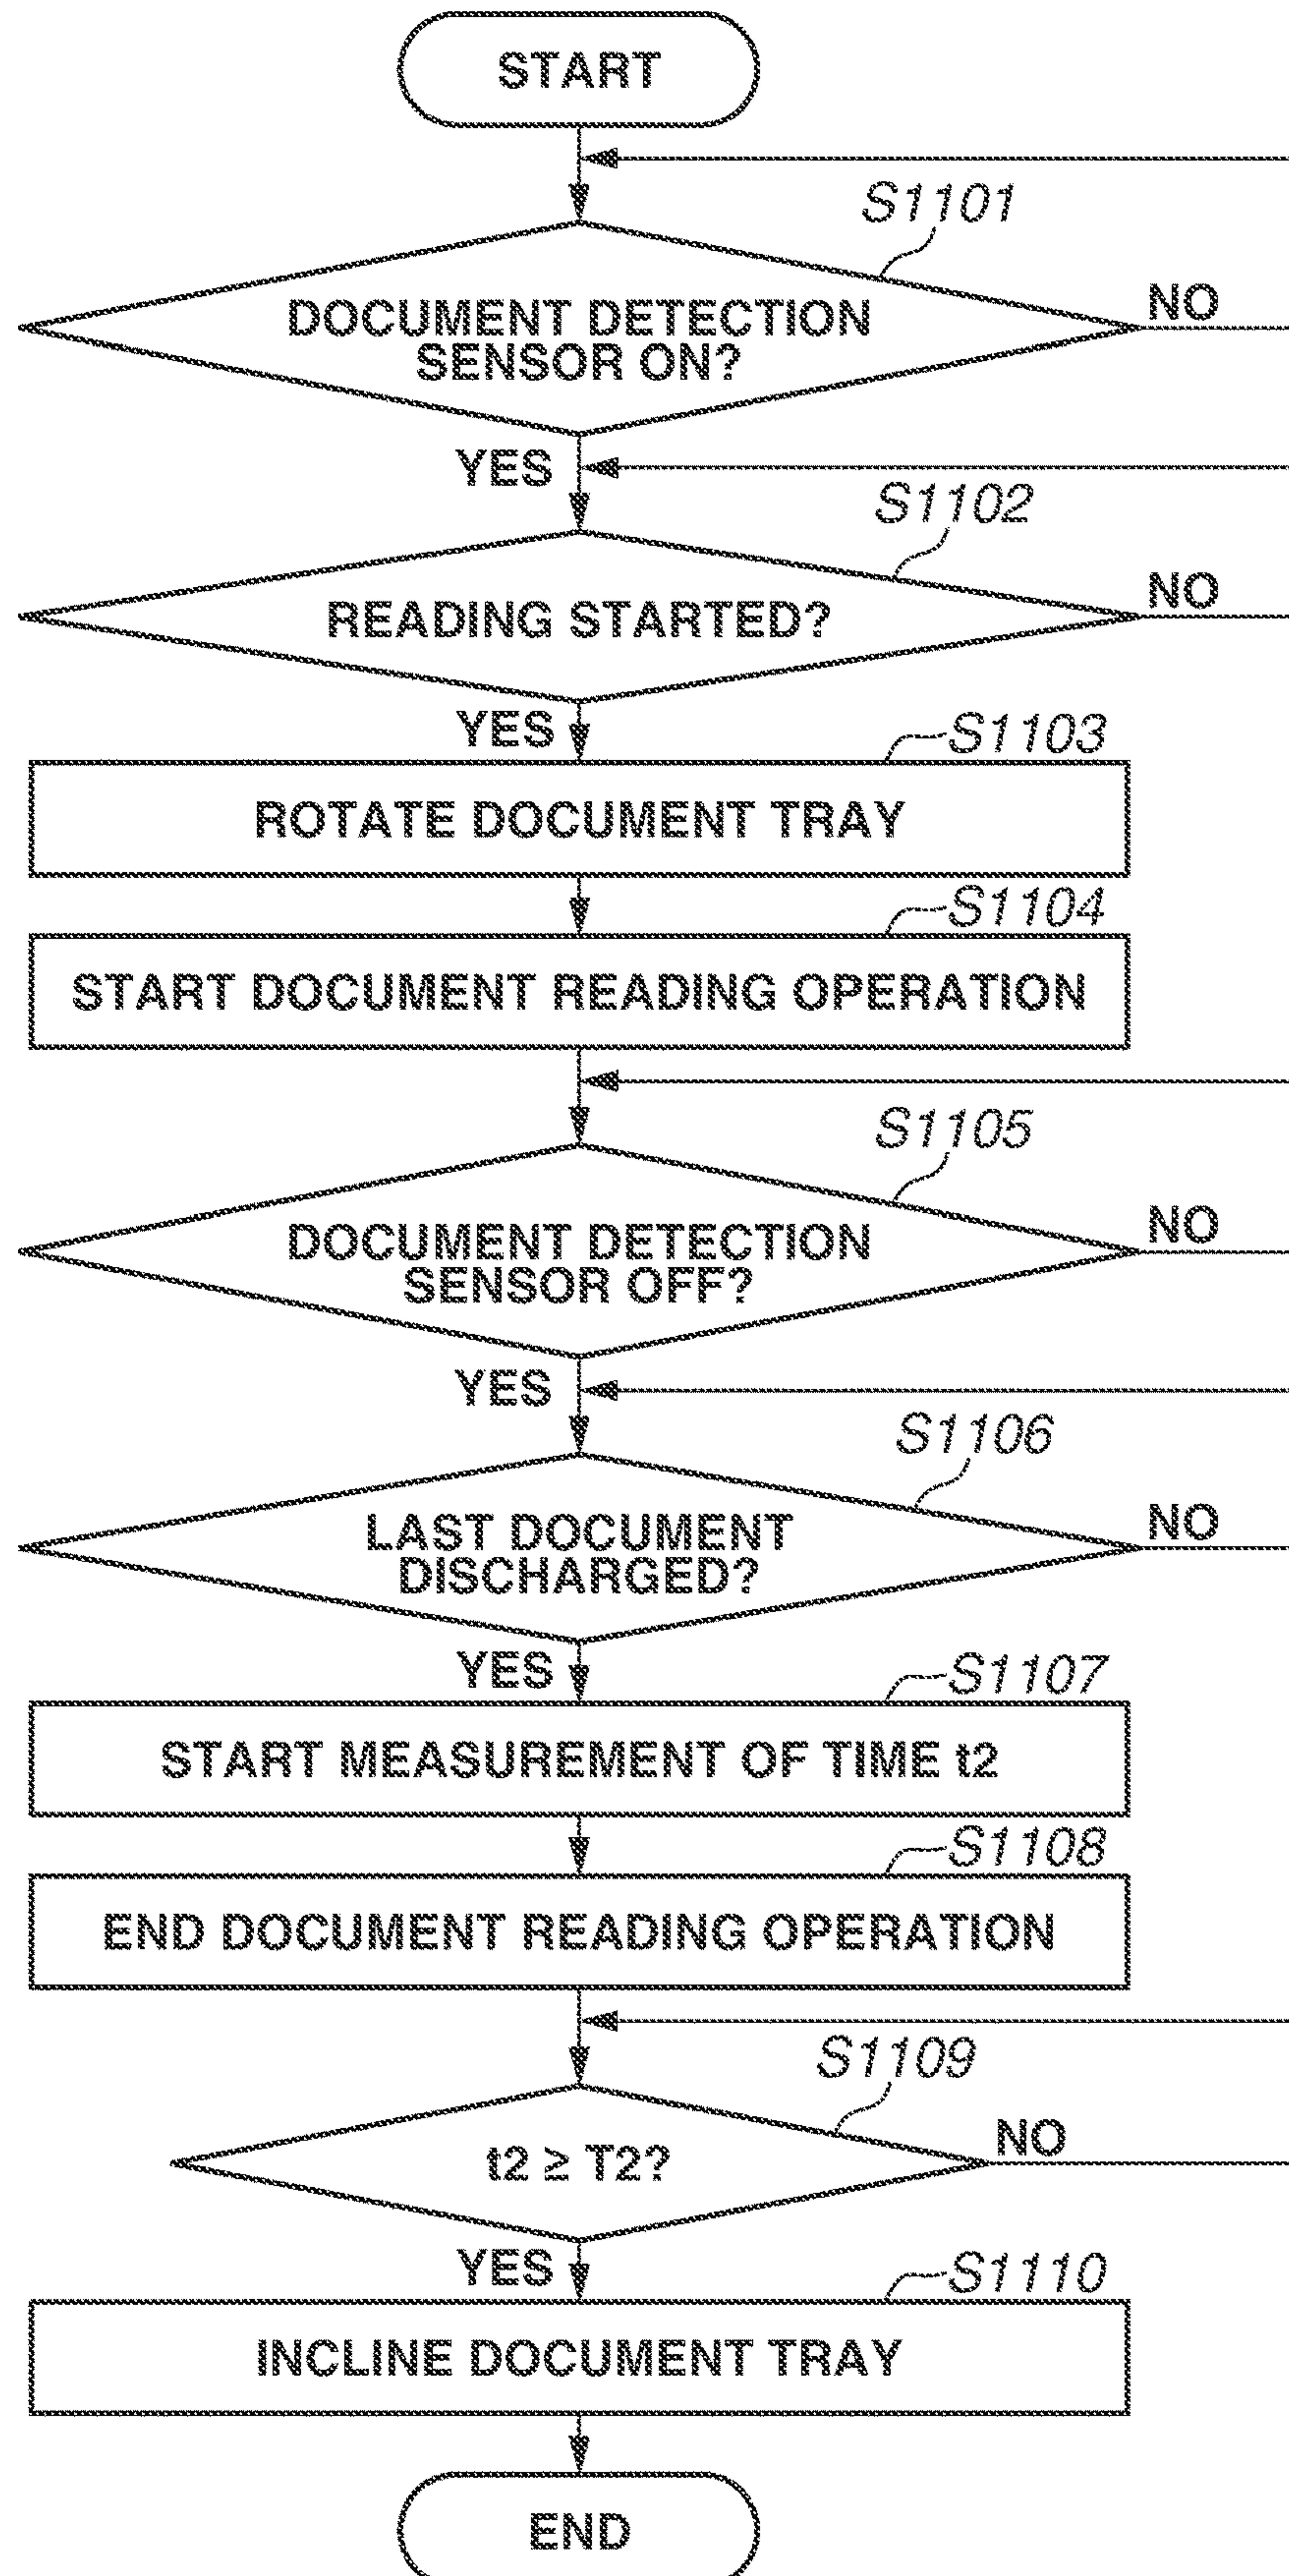 START
S1101
DOCUMENT DETECTION
SENSOR ON?
NO
YES
S1102
READING STARTED?
NO
YES
S1103
ROTATE DOCUMENT TRAY
S1104
START DOCUMENT READING OPERATION
S1105
DOCUMENT DETECTION
SENSOR OFF?
NO
YES
S1106
LAST DOCUMENT
DISCHARGED?
NO
YES
S1107
START MEASUREMENT OF TIME t2
S1108
END DOCUMENT READING OPERATION
S1109
t2 ≥ T2?
NO
YES
S1110
INCLINE DOCUMENT TRAY
END